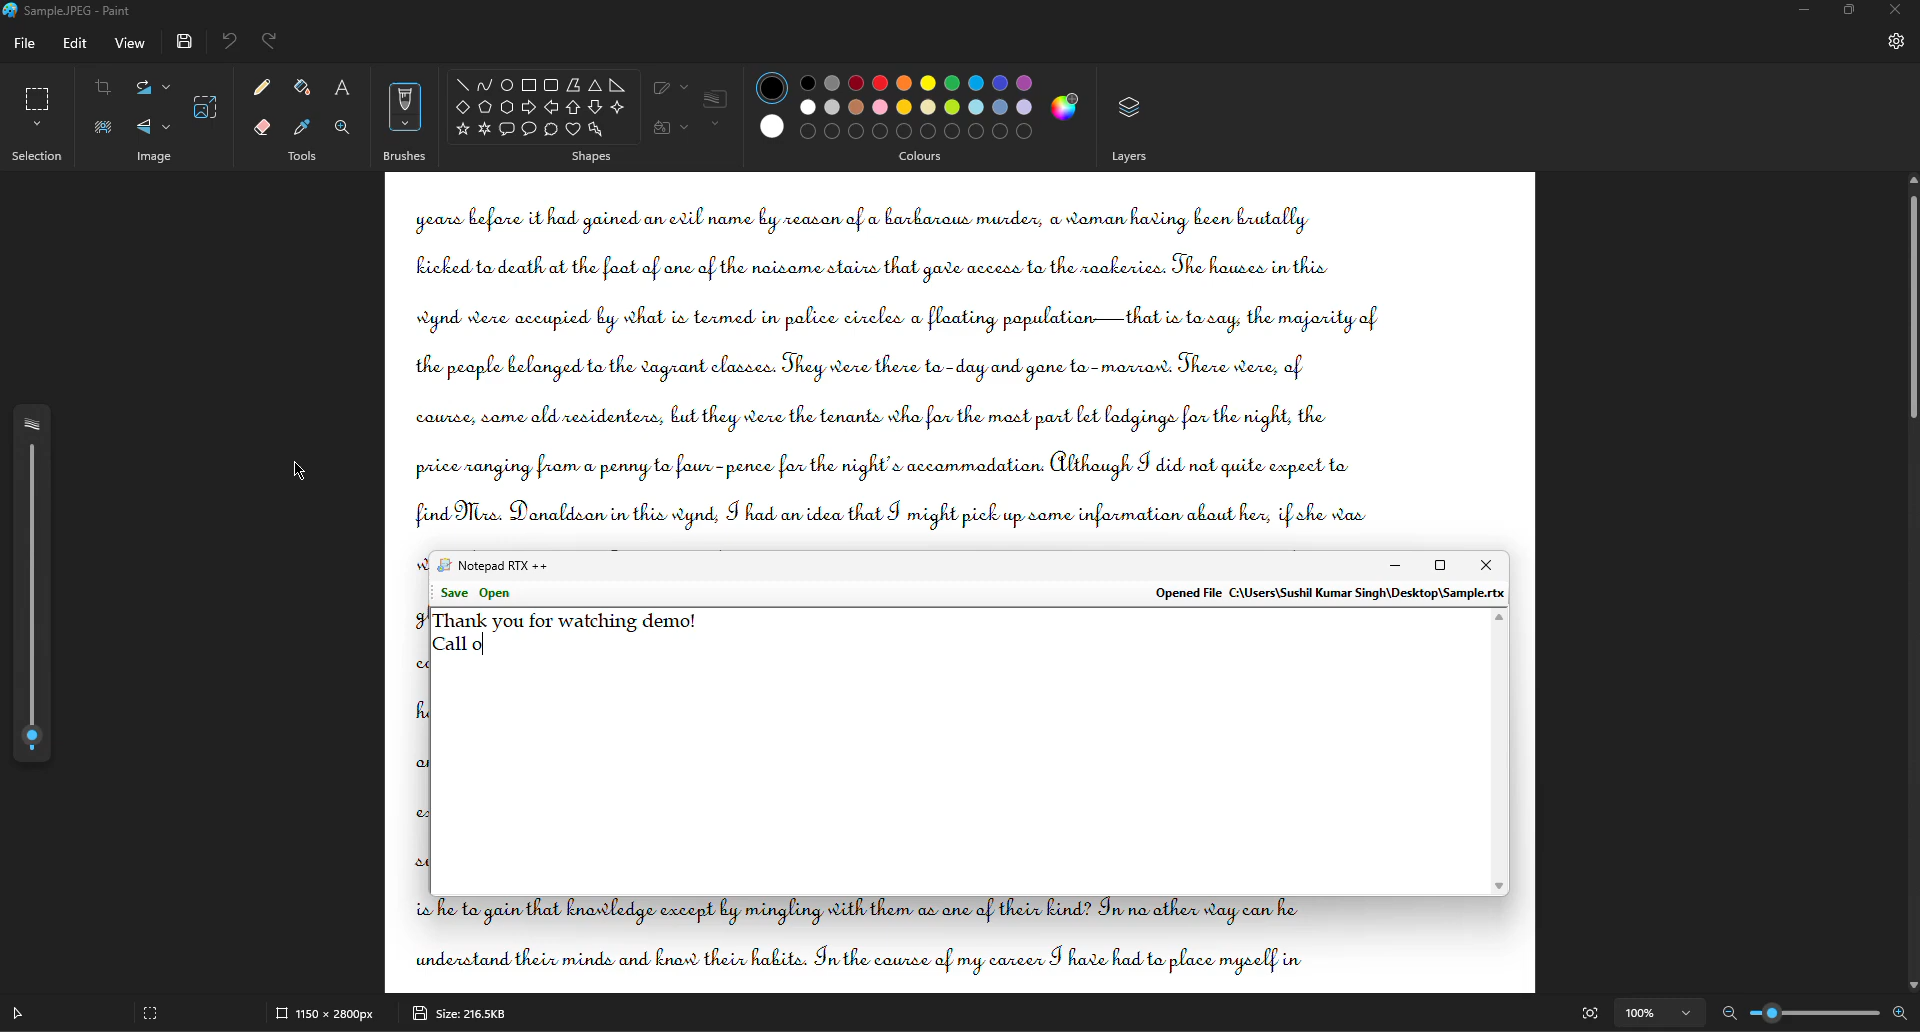 SampleJPEG - Paint
File Edit View
Selection Image Tools Brushes Shapes Colours Layers
years before it had gained an evil name by reason of a barbarous murder, a woman having been brutally
kicked to death at the foot of one of the noisome stairs that gave access to the rookeries. The houses in this
wynd were occupied by what is termed in police circles a floating population—that is to say, the majority of
the people belonged to the vagrant classes. They were there to-day and gone to-morrow. There were, of
course, some old residenters, but they were the tenants who for the most part let lodgings for the night, the
price ranging from a penny to four-pence for the night's accommodation. Although I did not quite expect to
find Mrs. Donaldson in this wynd, I had an idea that I might pick up some information about her, if she was
Notepad RTX ++
Save Open Opened File C:\Users\Sushil Kumar Singh\Desktop\Sample.rtx
Thank you for watching demo!
Call o
is he to gain that knowledge except by mingling with them as one of their kind? In no other way can he
understand their minds and know their habits. In the course of my career I have had to place myself in
1150 × 2800px Size: 216.5KB 100%